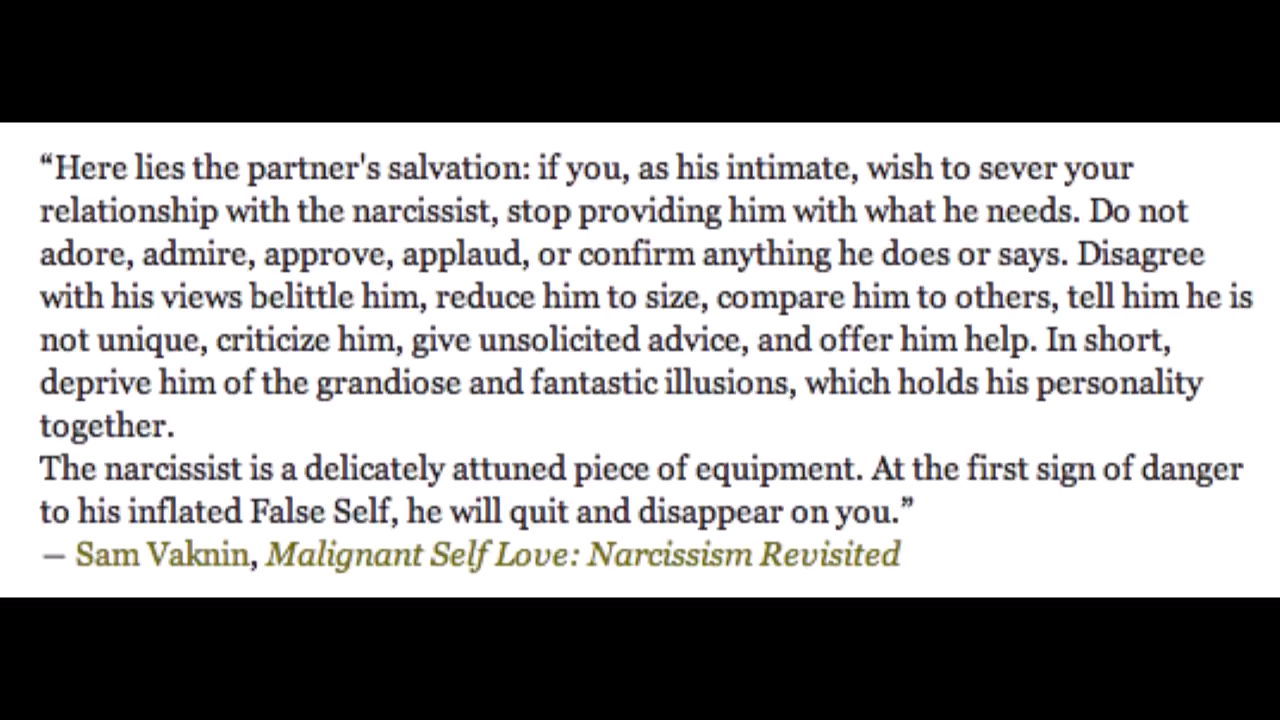 “Here lies the partner's salvation: if you, as his intimate, wish to sever your
relationship with the narcissist, stop providing him with what he needs. Do not
adore, admire, approve, applaud, or confirm anything he does or says. Disagree
with his views belittle him, reduce him to size, compare him to others, tell him he is
not unique, criticize him, give unsolicited advice, and offer him help. In short,
deprive him of the grandiose and fantastic illusions, which holds his personality
together.
The narcissist is a delicately attuned piece of equipment. At the first sign of danger
to his inflated False Self, he will quit and disappear on you.”
— Sam Vaknin, Malignant Self Love: Narcissism Revisited